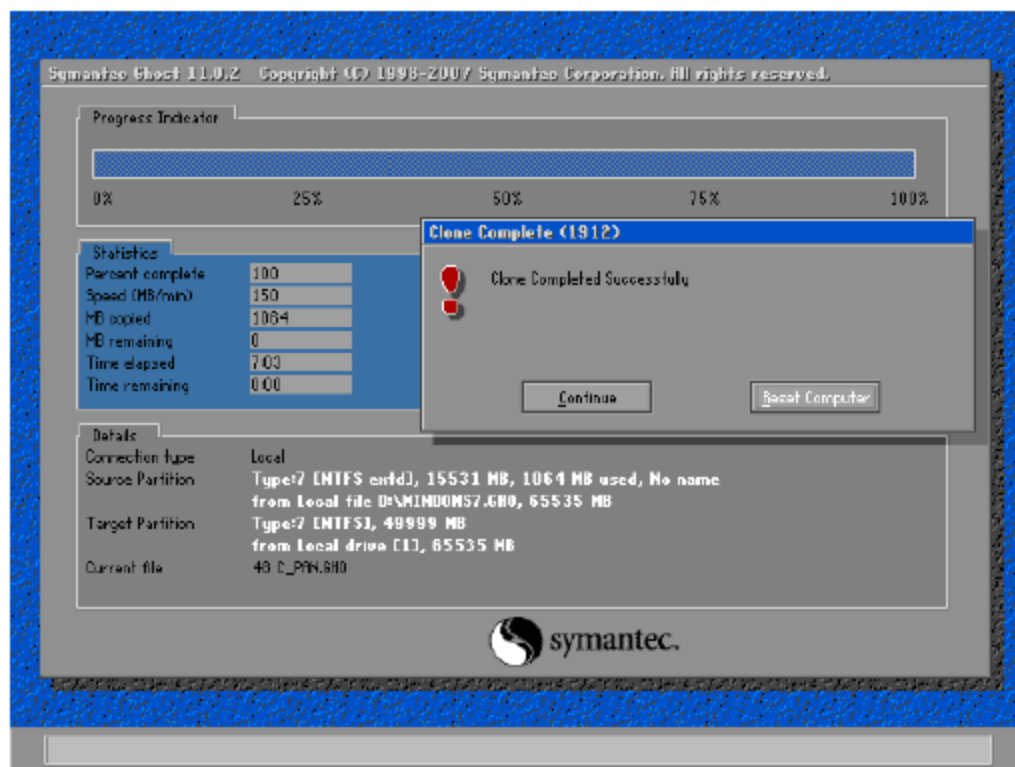 Symantec Ghost 11.0.2 Copyright (C) 1998-2007 Symantec Corporation. All rights reserved.
Progress Indicator
0% 25% 50% 75% 100%
Clone Complete (1912)
Clone Completed Successfully
Continue Reset Computer
Statistics
Percent complete 100
Speed (MB/min) 150
MB copied 1064
MB remaining 0
Time elapsed 7:03
Time remaining 0:00
Details
Connection type Local
Source Partition Type:7 [NTFS extd], 15531 MB, 1064 MB used, No name
from Local file D:\WINDOWS7.GHO, 65535 MB
Target Partition Type:7 [NTFS], 49999 MB
from Local drive [1], 65535 MB
Current file 48 C_PAN.GHO
symantec.